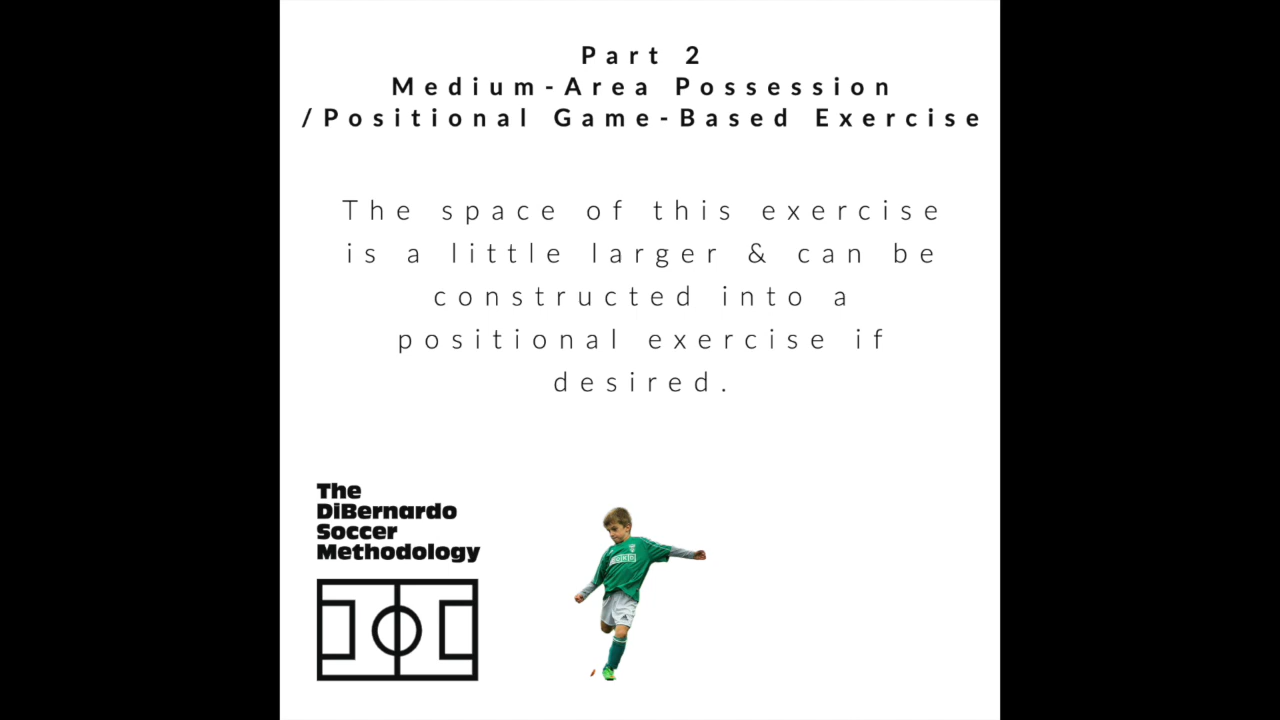 Part 2
Medium-Area Possession
/Positional Game-Based Exercise
The space of this exercise
is a little larger & can be
constructed into a
positional exercise if
desired.
The
DiBernardo
Soccer
Methodology